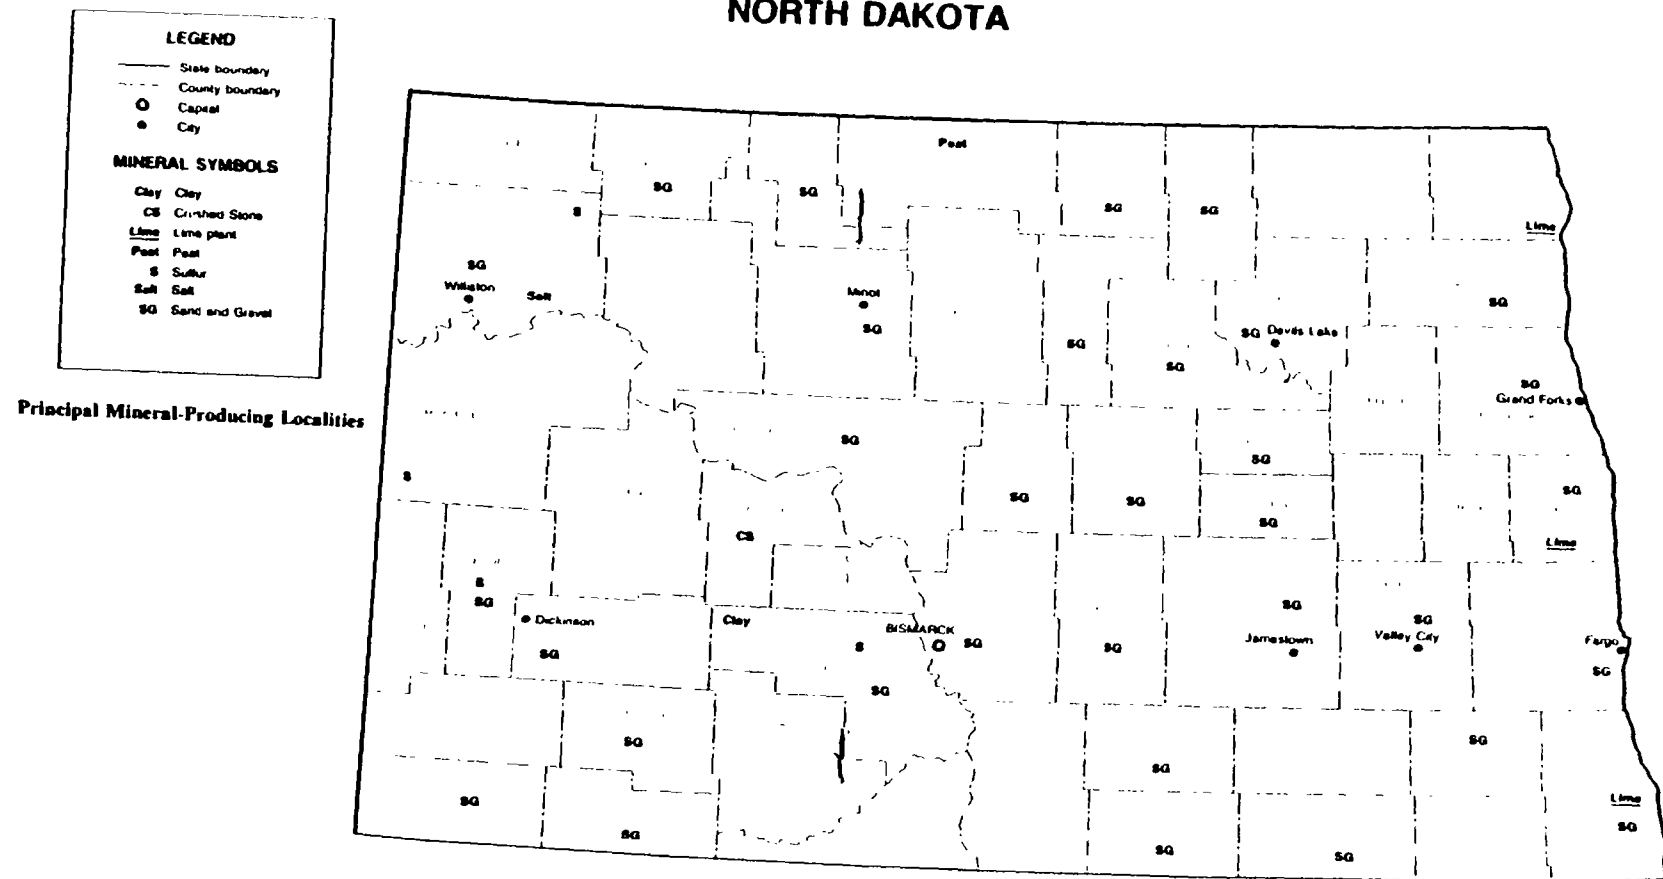 NORTH DAKOTA
LEGEND
State boundary
County boundary
Capital
City
MINERAL SYMBOLS
Clay Clay
CS Crushed Stone
Lime Lime plant
Peat Peat
S Sulfur
Salt Salt
SG Sand and Gravel
Principal Mineral-Producing Localities
Peat
SG
SG
SG
SG
S
Lime
SG
Williston
Salt
Minot
SG
SG
SG
SG Devils Lake
SG
SG
Grand Forks
SG
SG
S
SG
SG
SG
SG
CS
Lime
S
SG
SG
Dickinson
Clay
BISMARCK
SG
S
SG
SG
SG
Jamestown
SG
Valley City
Fargo
SG
SG
SG
SG
SG
SG
SG
SG
SG
Lime
SG